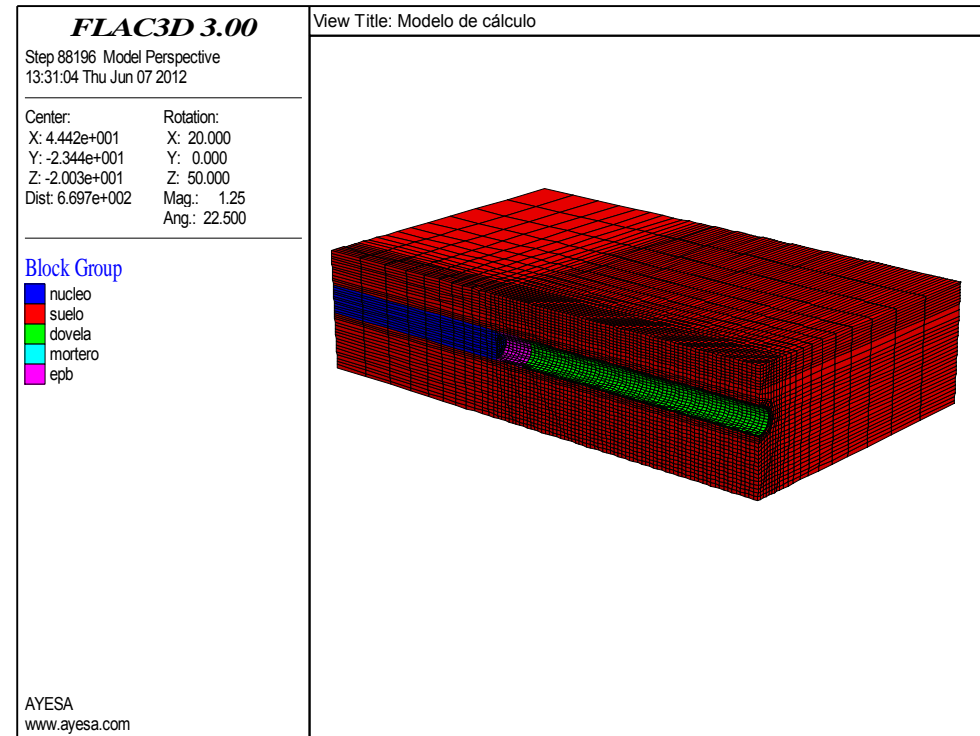 FLAC3D 3.00
Step 88196 Model Perspective
13:31:04 Thu Jun 07 2012
Center:
X: 4.442e+001
Y: -2.344e+001
Z: -2.003e+001
Dist: 6.697e+002
Rotation:
X: 20.000
Y: 0.000
Z: 50.000
Mag.: 1.25
Ang.: 22.500
Block Group
nucleo
suelo
dovela
mortero
epb
AYESA
www.ayesa.com
View Title: Modelo de cálculo